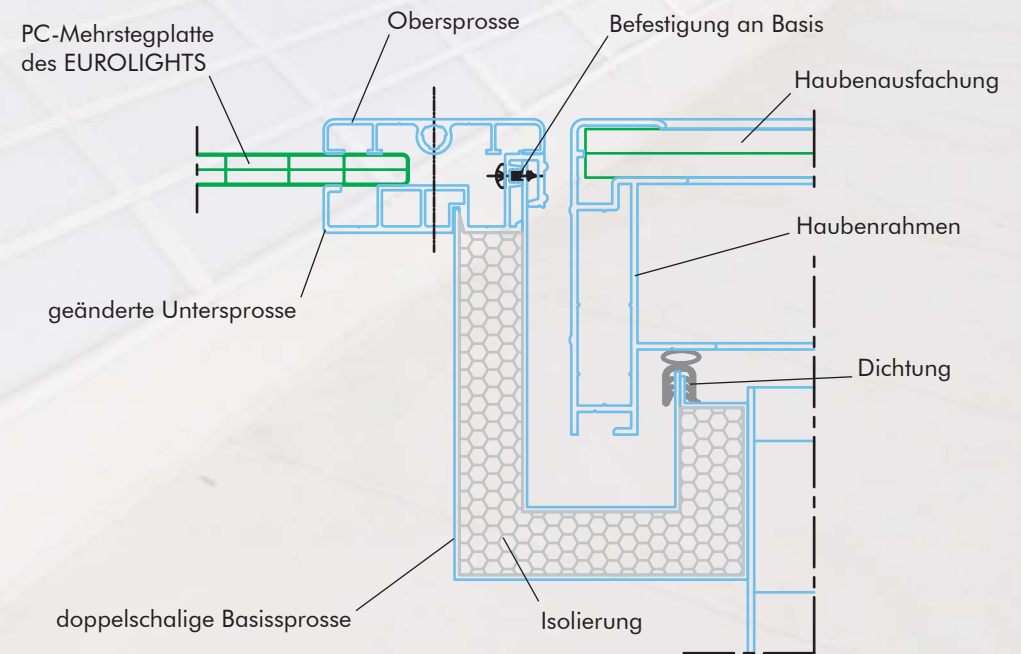 Obersprosse
Befestigung an Basis
PC-Mehrstegplatte
des EUROLIGHTS
Haubenausfachung
Haubenrahmen
geänderte Untersprosse
Dichtung
doppelschalige Basissprosse
Isolierung